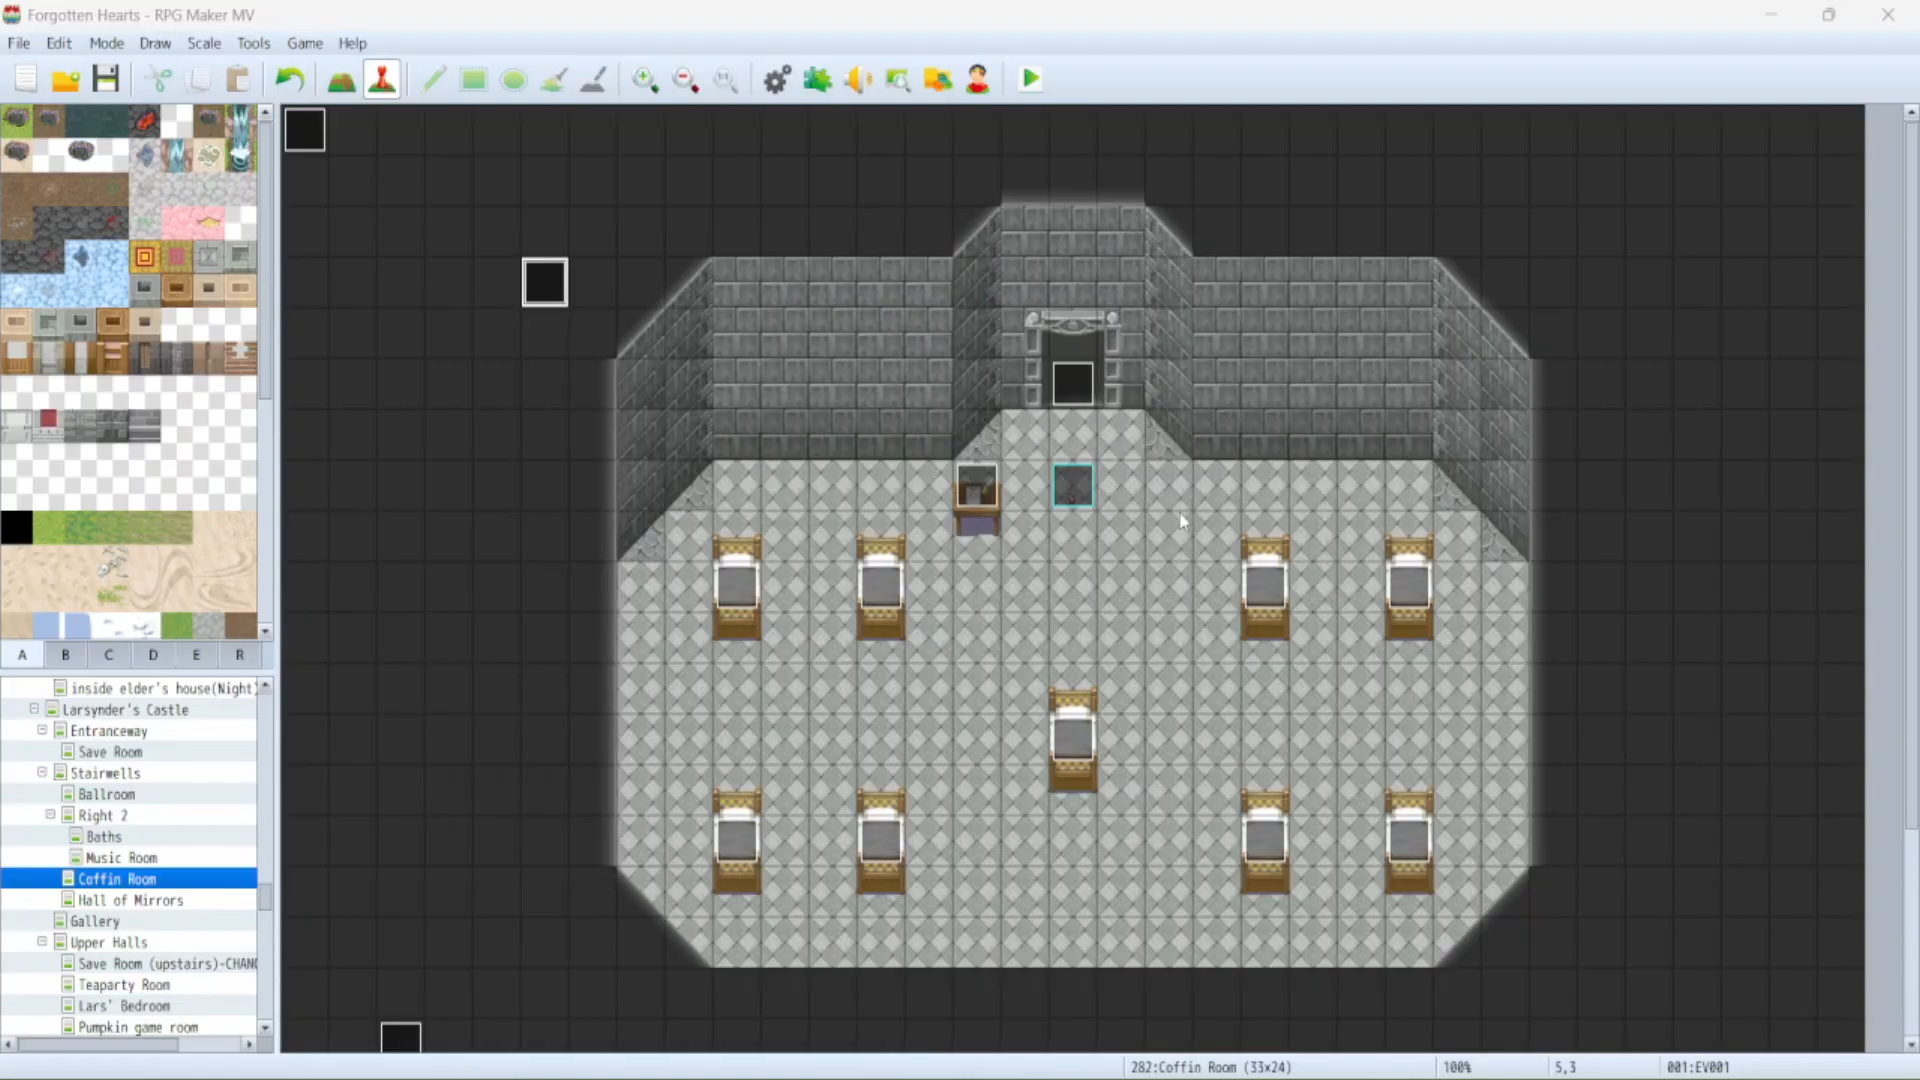 Forgotten Hearts - RPG Maker MV
File Edit Mode Draw Scale Tools Game Help
1:1
A B C D E R
inside elder's house(Night)
Larsynder's Castle
Entranceway
Save Room
Stairwells
Ballroom
Right 2
Baths
Music Room
Coffin Room
Hall of Mirrors
Gallery
Upper Halls
Save Room (upstairs)-CHAN
Teaparty Room
Lars' Bedroom
Pumpkin game room
282:Coffin Room (33x24) 100% 5,3 001:EV001